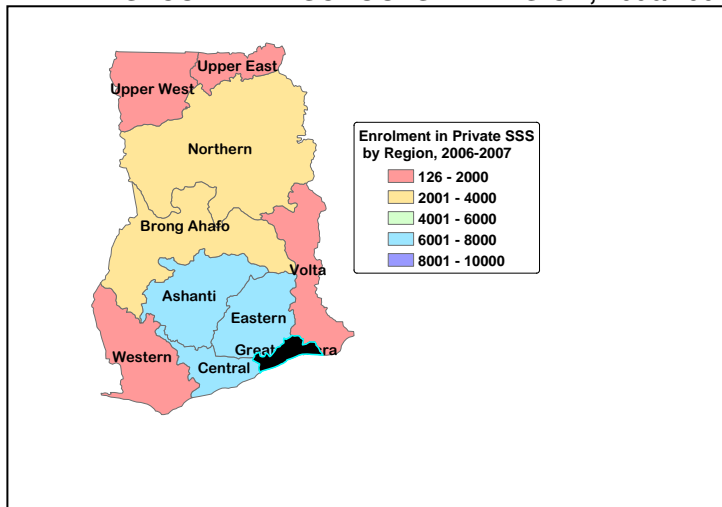 Upper East
Upper West
Northern
Enrolment in Private SSS
by Region, 2006-2007
126 - 2000
2001 - 4000
4001 - 6000
6001 - 8000
8001 - 10000
Brong Ahafo
Volta
Ashanti
Eastern
Western
Central